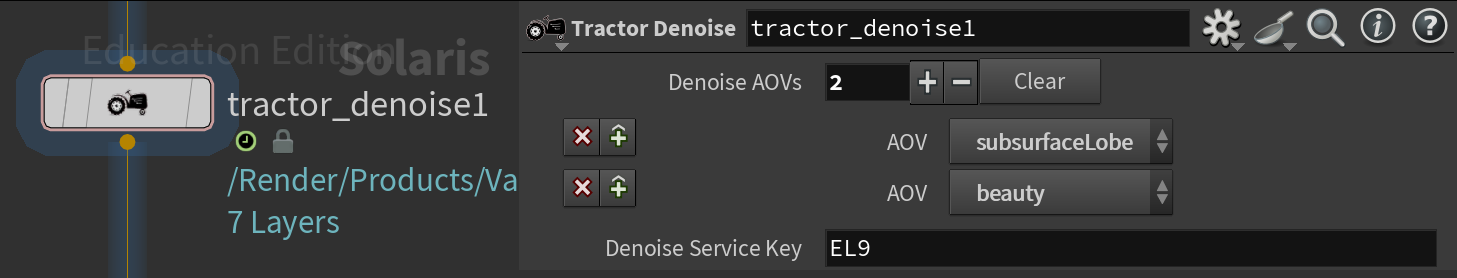 Education Edition
Solaris
tractor_denoise1
/Render/Products/Va
7 Layers
Tractor Denoise
tractor_denoise1
Denoise AOVs
2
Clear
AOV
subsurfaceLobe
AOV
beauty
Denoise Service Key
EL9